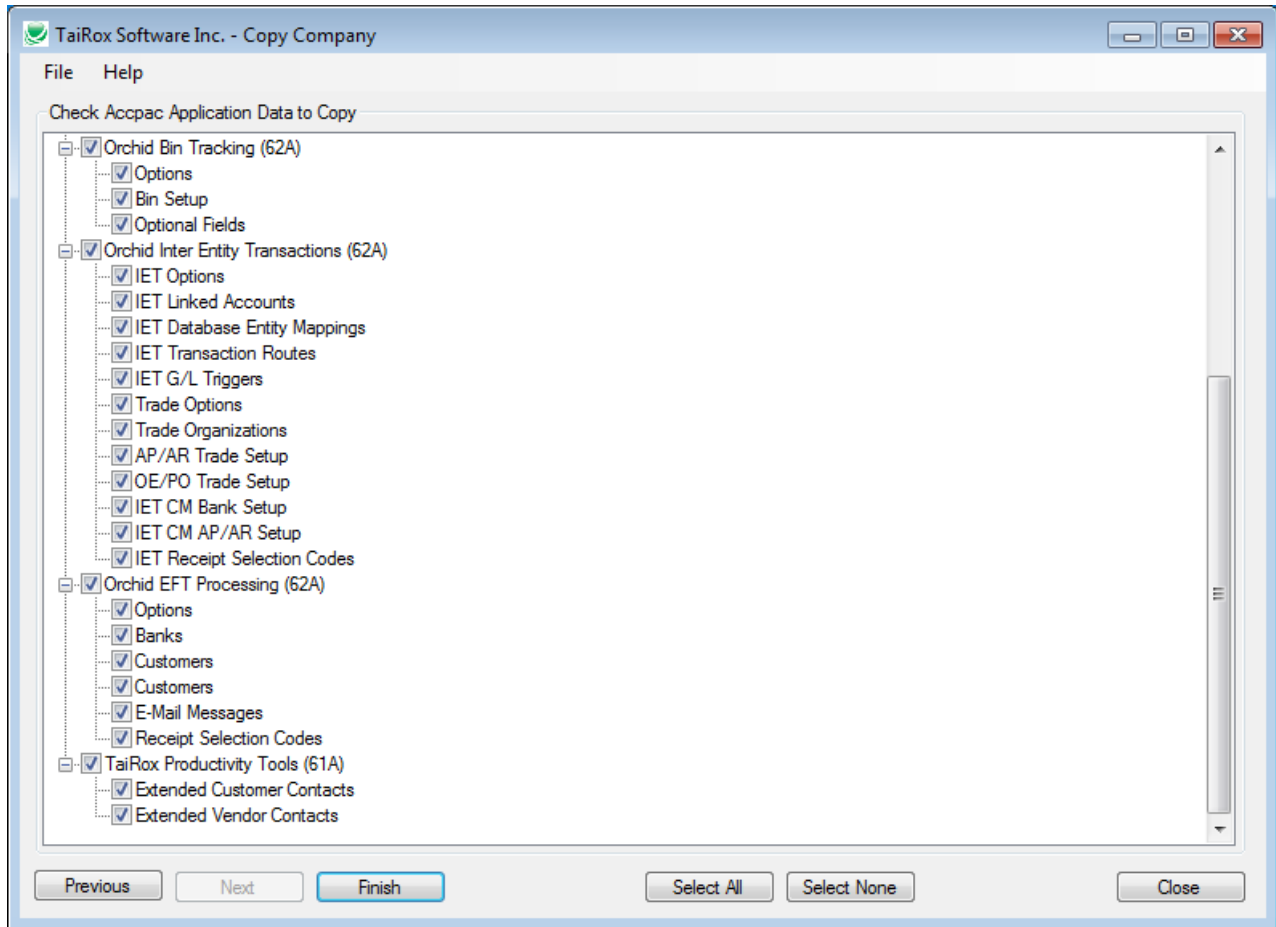 TaiRox Software Inc. - Copy Company
File Help
Check Accpac Application Data to Copy
Orchid Bin Tracking (62A)
Options
Bin Setup
Optional Fields
Orchid Inter Entity Transactions (62A)
IET Options
IET Linked Accounts
IET Database Entity Mappings
IET Transaction Routes
IET G/L Triggers
Trade Options
Trade Organizations
AP/AR Trade Setup
OE/PO Trade Setup
IET CM Bank Setup
IET CM AP/AR Setup
IET Receipt Selection Codes
Orchid EFT Processing (62A)
Options
Banks
Customers
Customers
E-Mail Messages
Receipt Selection Codes
TaiRox Productivity Tools (61A)
Extended Customer Contacts
Extended Vendor Contacts
Previous Next Finish Select All Select None Close